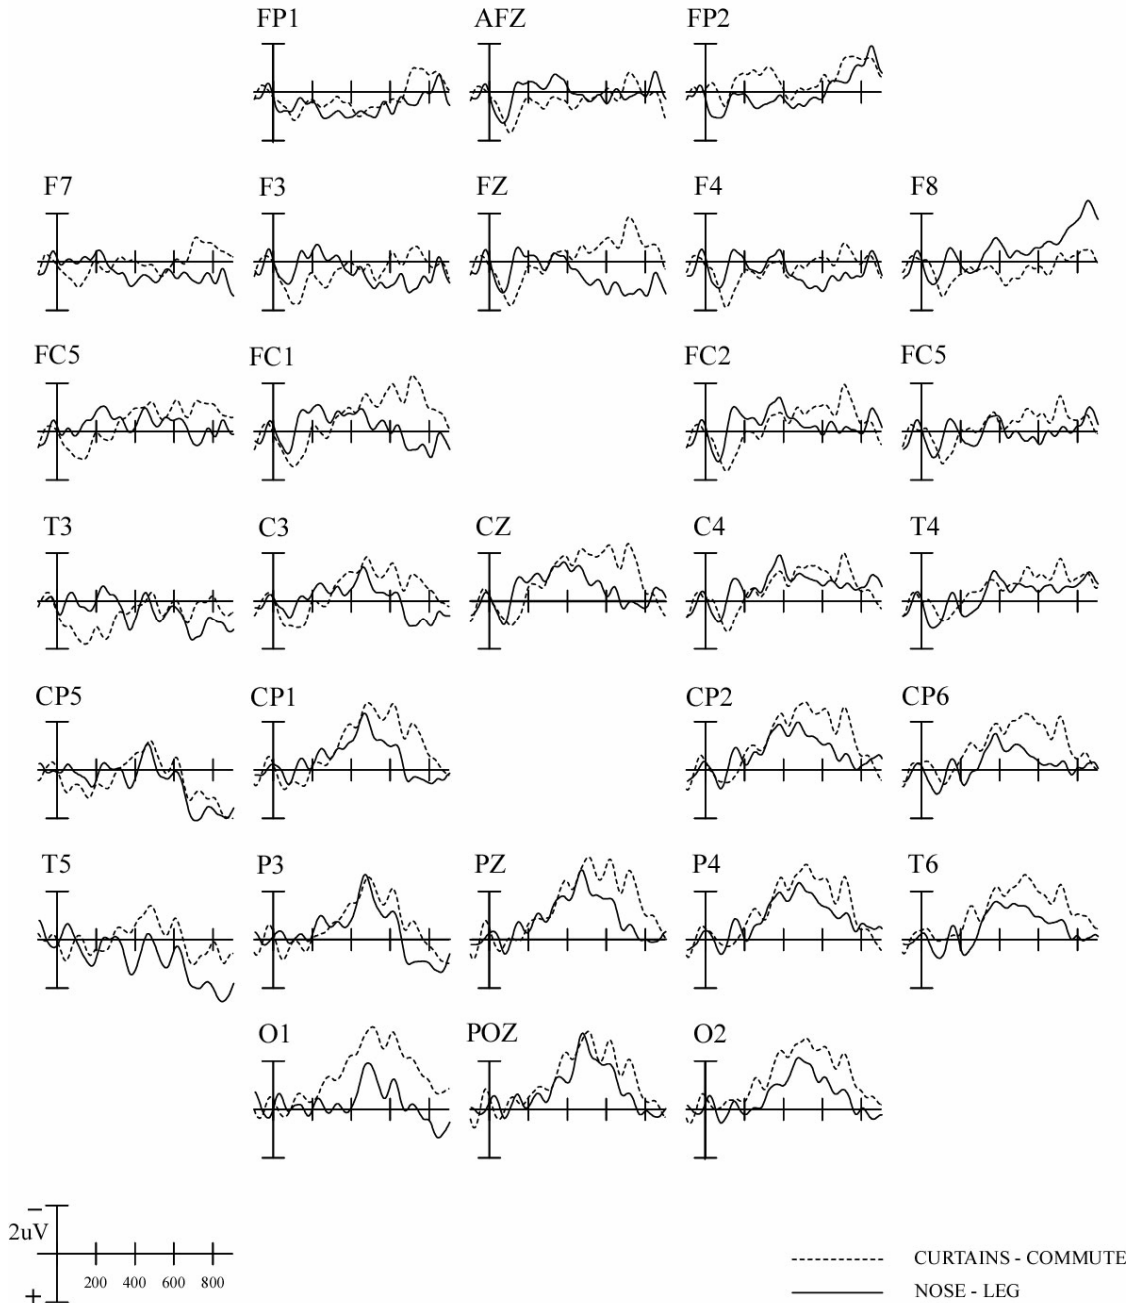 FP1 AFZ FP2
F7 F3 FZ F4 F8
FC5 FC1 FC2 FC5
T3 C3 CZ C4 T4
CP5 CP1 CP2 CP6
T5 P3 PZ P4 T6
O1 POZ O2
−
2uV
200 400 600 800
+
CURTAINS - COMMUTE
NOSE - LEG